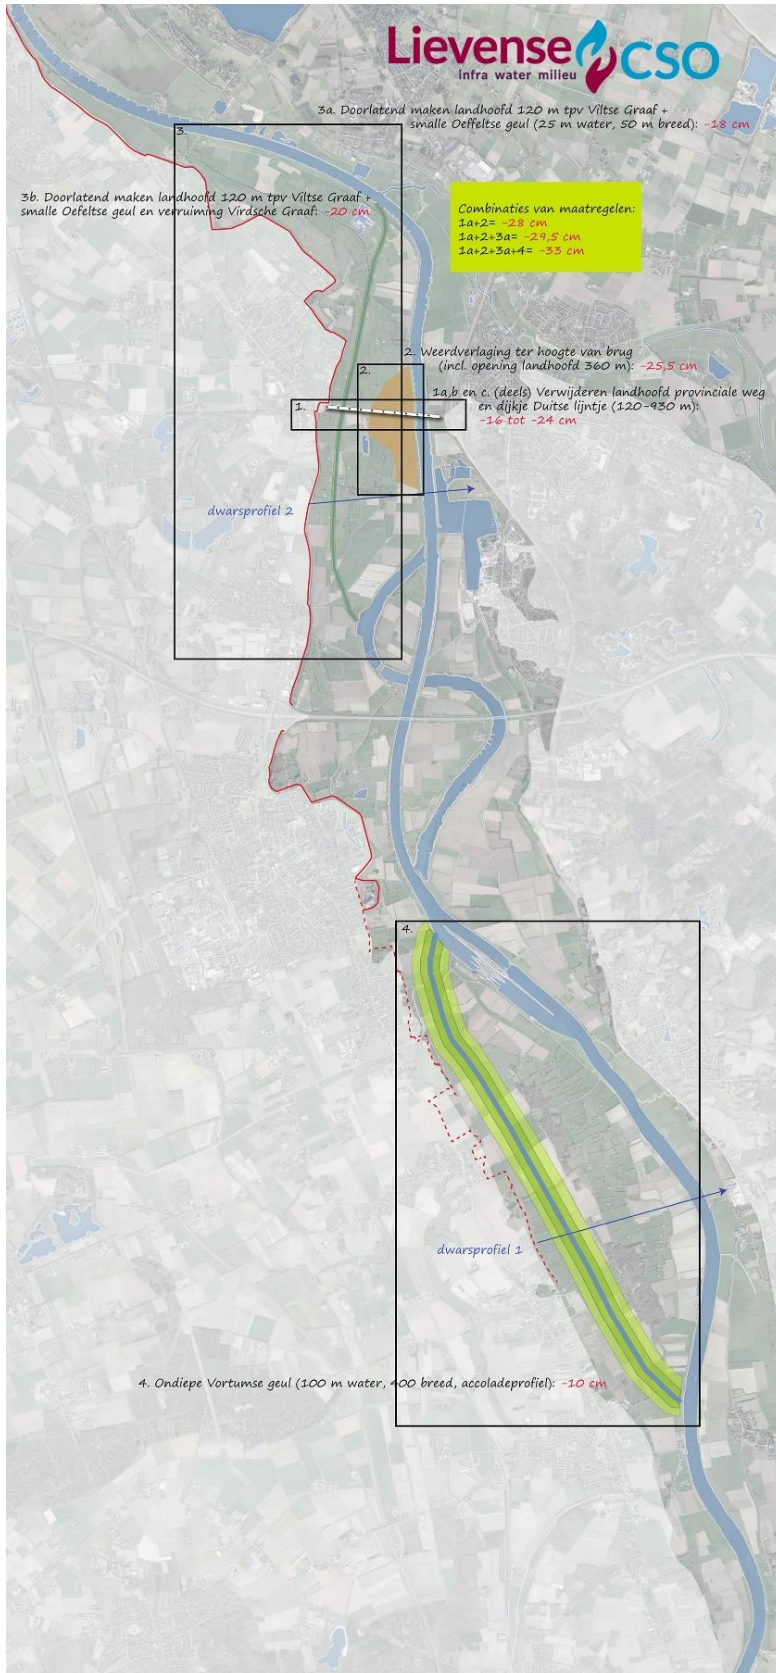 Lievense CSO
infra water milieu
3a. Doorlatend maken landhoofd 120 m tpv Viltse Graaf +
smalle Oeffeltse geul (25 m water, 50 m breed): -18 cm
3.
3b. Doorlatend maken landhoofd 120 m tpv Viltse Graaf +
smalle Oefeltse geul en verruiming Virdsche Graaf: -20 cm
Combinaties van maatregelen:
1a+2= -28 cm
1a+2+3a= -29,5 cm
1a+2+3a+4= -33 cm
2. Weerdverlaging ter hoogte van brug
(incl. opening landhoofd 360 m): -25,5 cm
2.
1a,b en c. (deels) Verwijderen landhoofd provinciale weg
en dijkje Duitse lijntje (120-930 m):
-16 tot -24 cm
1.
dwarsprofiel 2
4.
dwarsprofiel 1
4. Ondiepe Vortumse geul (100 m water, 400 breed, accoladeprofiel): -10 cm